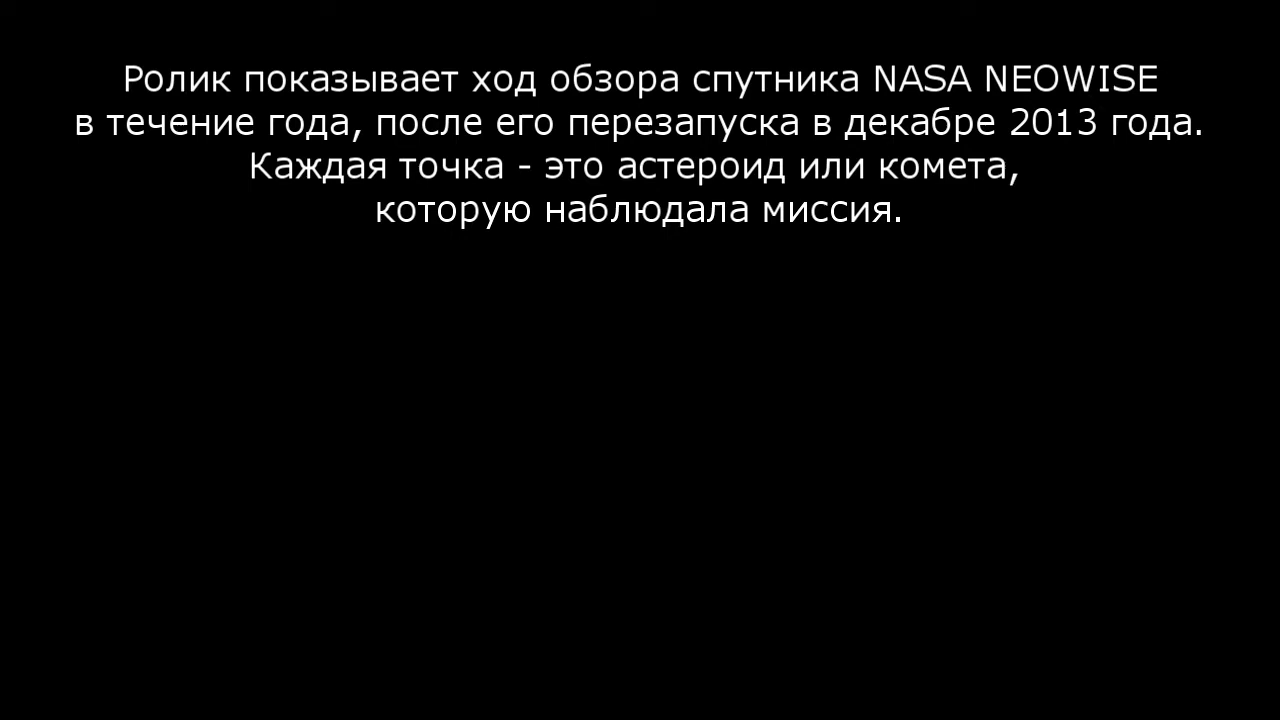 Ролик показывает ход обзора спутника NASA NEOWISE
в течение года, после его перезапуска в декабре 2013 года.
Каждая точка - это астероид или комета,
которую наблюдала миссия.